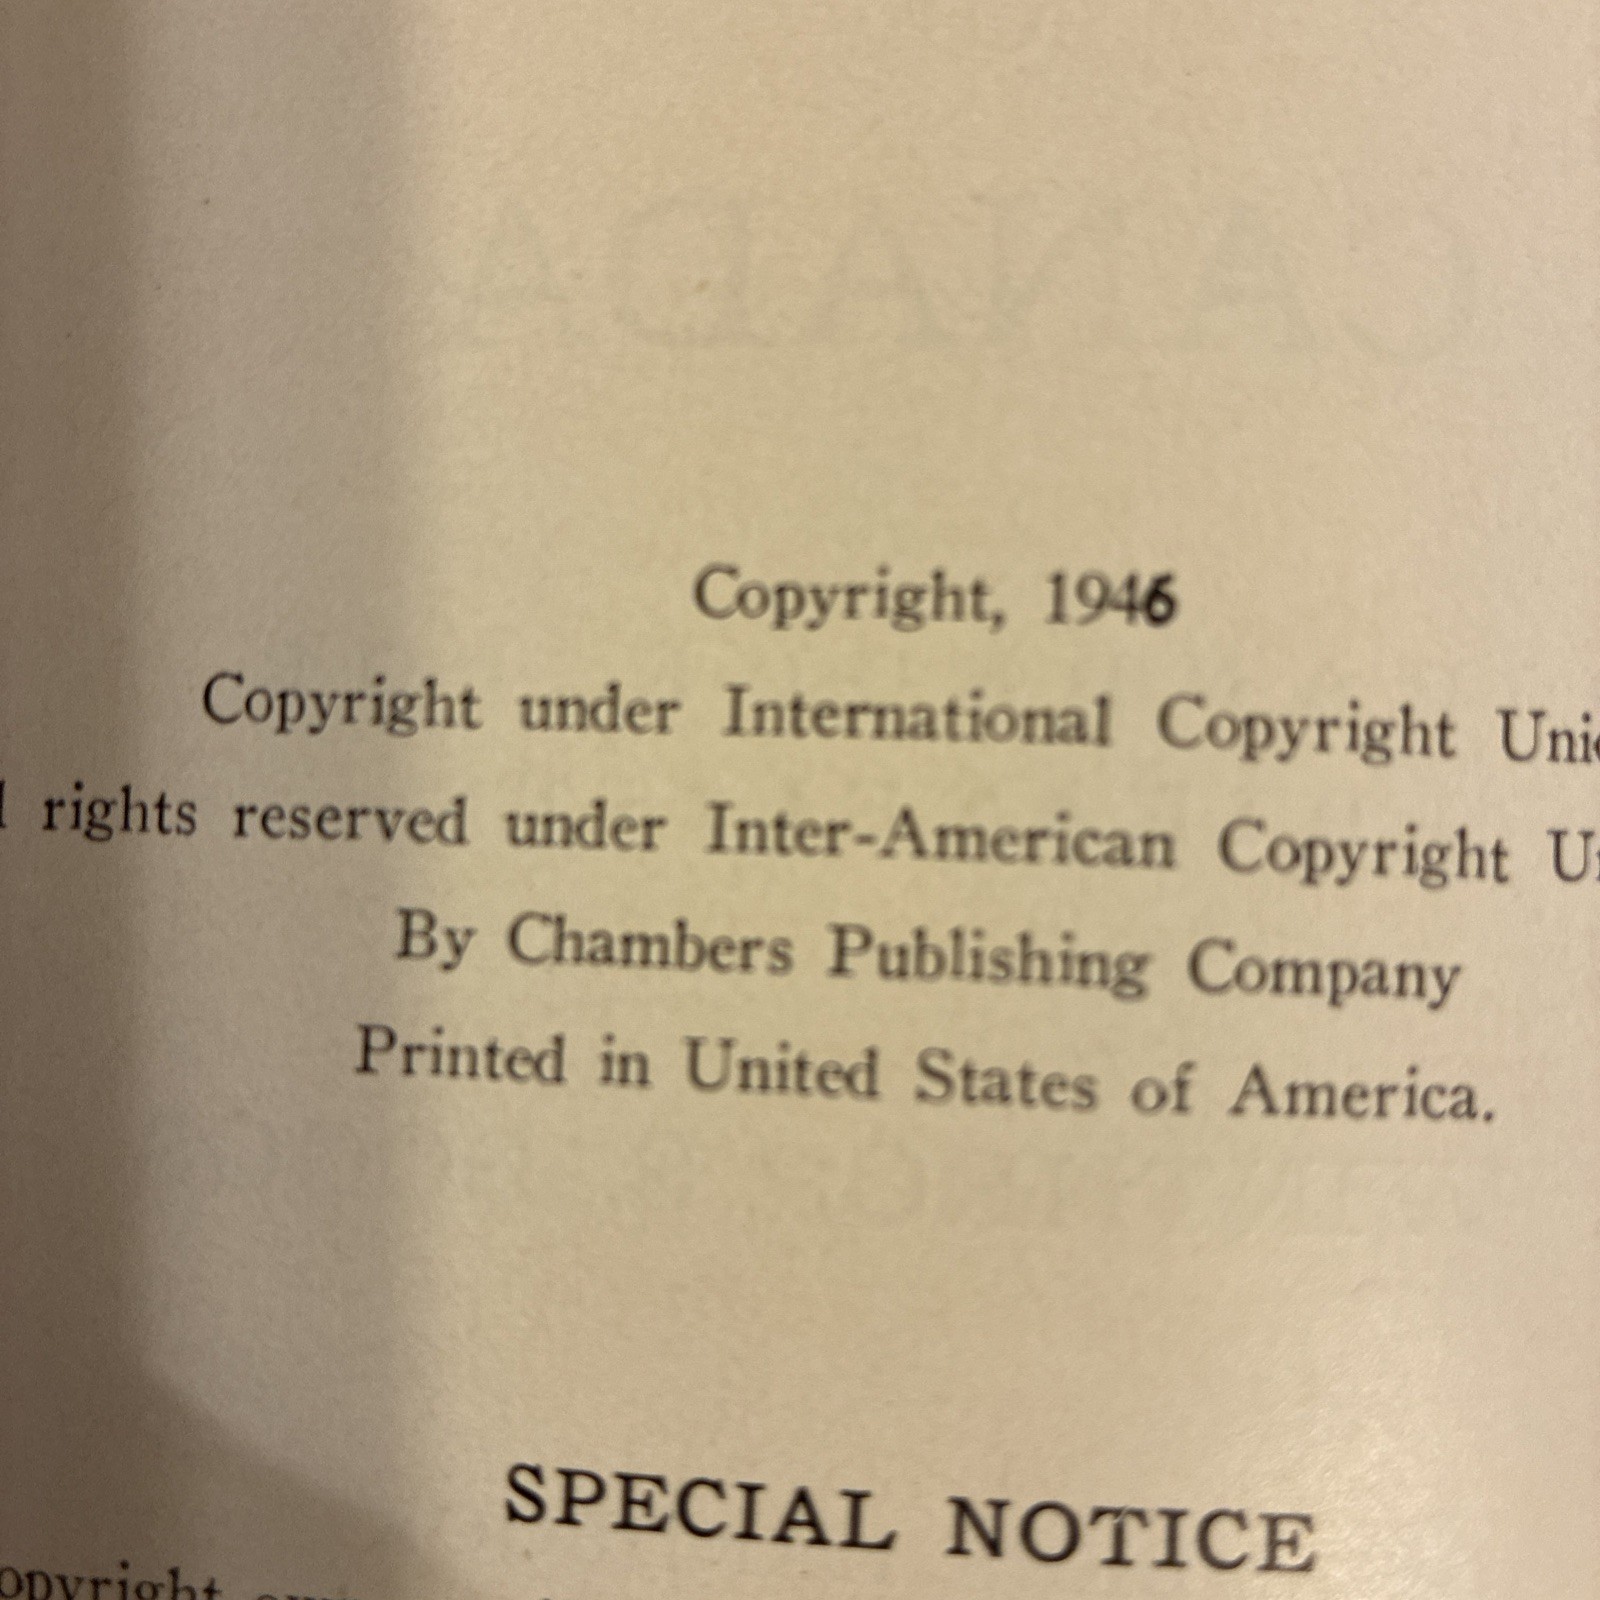 Copyright, 1946
Copyright under International Copyright
rights reserved under Inter-American Copyright
By Chambers Publishing Company
Printed in United States of America.
SPECIAL NOTICE